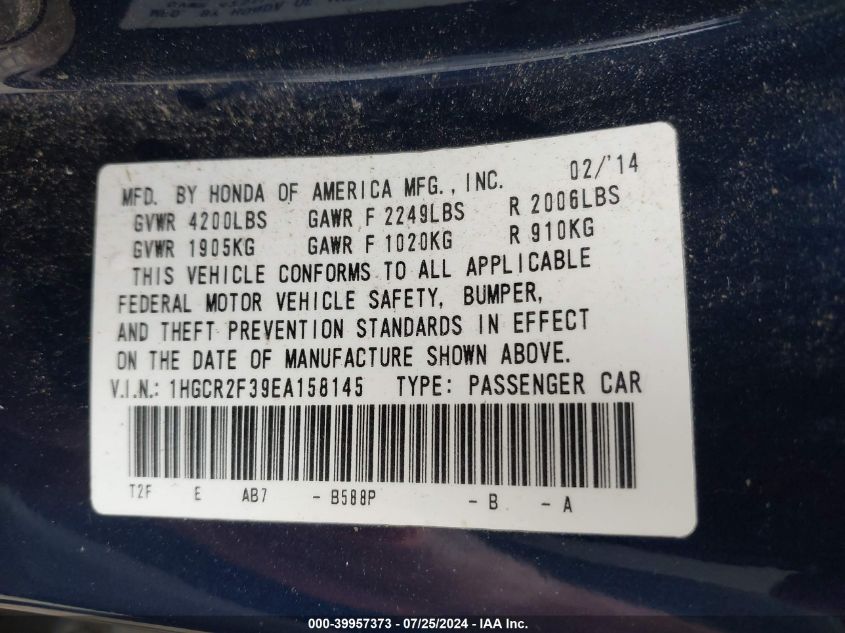 MFD. BY HONDA OF AMERICA MFG., INC. 02/'14
GVWR 4200LBS GAWR F 2249LBS R 2006LBS
GVWR 1905KG GAWR F 1020KG R 910KG
THIS VEHICLE CONFORMS TO ALL APPLICABLE
FEDERAL MOTOR VEHICLE SAFETY, BUMPER,
AND THEFT PREVENTION STANDARDS IN EFFECT
ON THE DATE OF MANUFACTURE SHOWN ABOVE.
V.I.N.: 1HGCR2F39EA158145 TYPE: PASSENGER CAR
T2F E AB7 - B588P - B - A
000-39957373 / 07/25/2024 - IAA Inc.